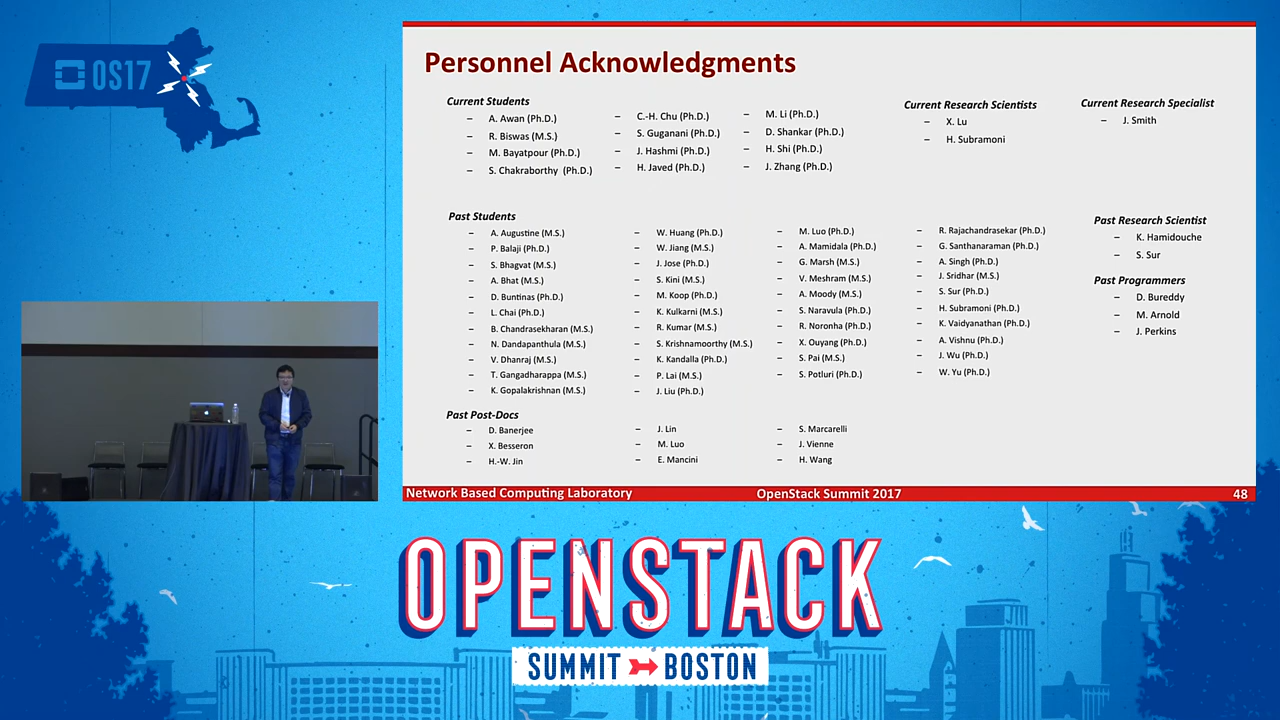 OS17
Personnel Acknowledgments
Current Students
– A. Awan (Ph.D.)
– R. Biswas (M.S.)
– M. Bayatpour (Ph.D.)
– S. Chakraborthy (Ph.D.)
– C.-H. Chu (Ph.D.)
– S. Guganani (Ph.D.)
– J. Hashmi (Ph.D.)
– H. Javed (Ph.D.)
– M. Li (Ph.D.)
– D. Shankar (Ph.D.)
– H. Shi (Ph.D.)
– J. Zhang (Ph.D.)
Current Research Scientists
– X. Lu
– H. Subramoni
Current Research Specialist
– J. Smith
Past Students
– A. Augustine (M.S.)
– P. Balaji (Ph.D.)
– S. Bhagvat (M.S.)
– A. Bhat (M.S.)
– D. Buntinas (Ph.D.)
– L. Chai (Ph.D.)
– B. Chandrasekharan (M.S.)
– N. Dandapanthula (M.S.)
– V. Dhanraj (M.S.)
– T. Gangadharappa (M.S.)
– K. Gopalakrishnan (M.S.)
– W. Huang (Ph.D.)
– W. Jiang (M.S.)
– J. Jose (Ph.D.)
– S. Kini (M.S.)
– M. Koop (Ph.D.)
– K. Kulkarni (M.S.)
– R. Kumar (M.S.)
– S. Krishnamoorthy (M.S.)
– K. Kandalla (Ph.D.)
– P. Lai (M.S.)
– J. Liu (Ph.D.)
– M. Luo (Ph.D.)
– A. Mamidala (Ph.D.)
– G. Marsh (M.S.)
– V. Meshram (M.S.)
– A. Moody (M.S.)
– S. Naravula (Ph.D.)
– R. Noronha (Ph.D.)
– X. Ouyang (Ph.D.)
– S. Pai (M.S.)
– S. Potluri (Ph.D.)
– R. Rajachandrasekar (Ph.D.)
– G. Santhanaraman (Ph.D.)
– A. Singh (Ph.D.)
– J. Sridhar (M.S.)
– S. Sur (Ph.D.)
– H. Subramoni (Ph.D.)
– K. Vaidyanathan (Ph.D.)
– A. Vishnu (Ph.D.)
– J. Wu (Ph.D.)
– W. Yu (Ph.D.)
Past Research Scientist
– K. Hamidouche
– S. Sur
Past Programmers
– D. Bureddy
– M. Arnold
– J. Perkins
Past Post-Docs
– D. Banerjee
– X. Besseron
– H.-W. Jin
– J. Lin
– M. Luo
– E. Mancini
– S. Marcarelli
– J. Vienne
– H. Wang
Network Based Computing Laboratory
OpenStack Summit 2017
48
OPENSTACK
SUMMIT BOSTON